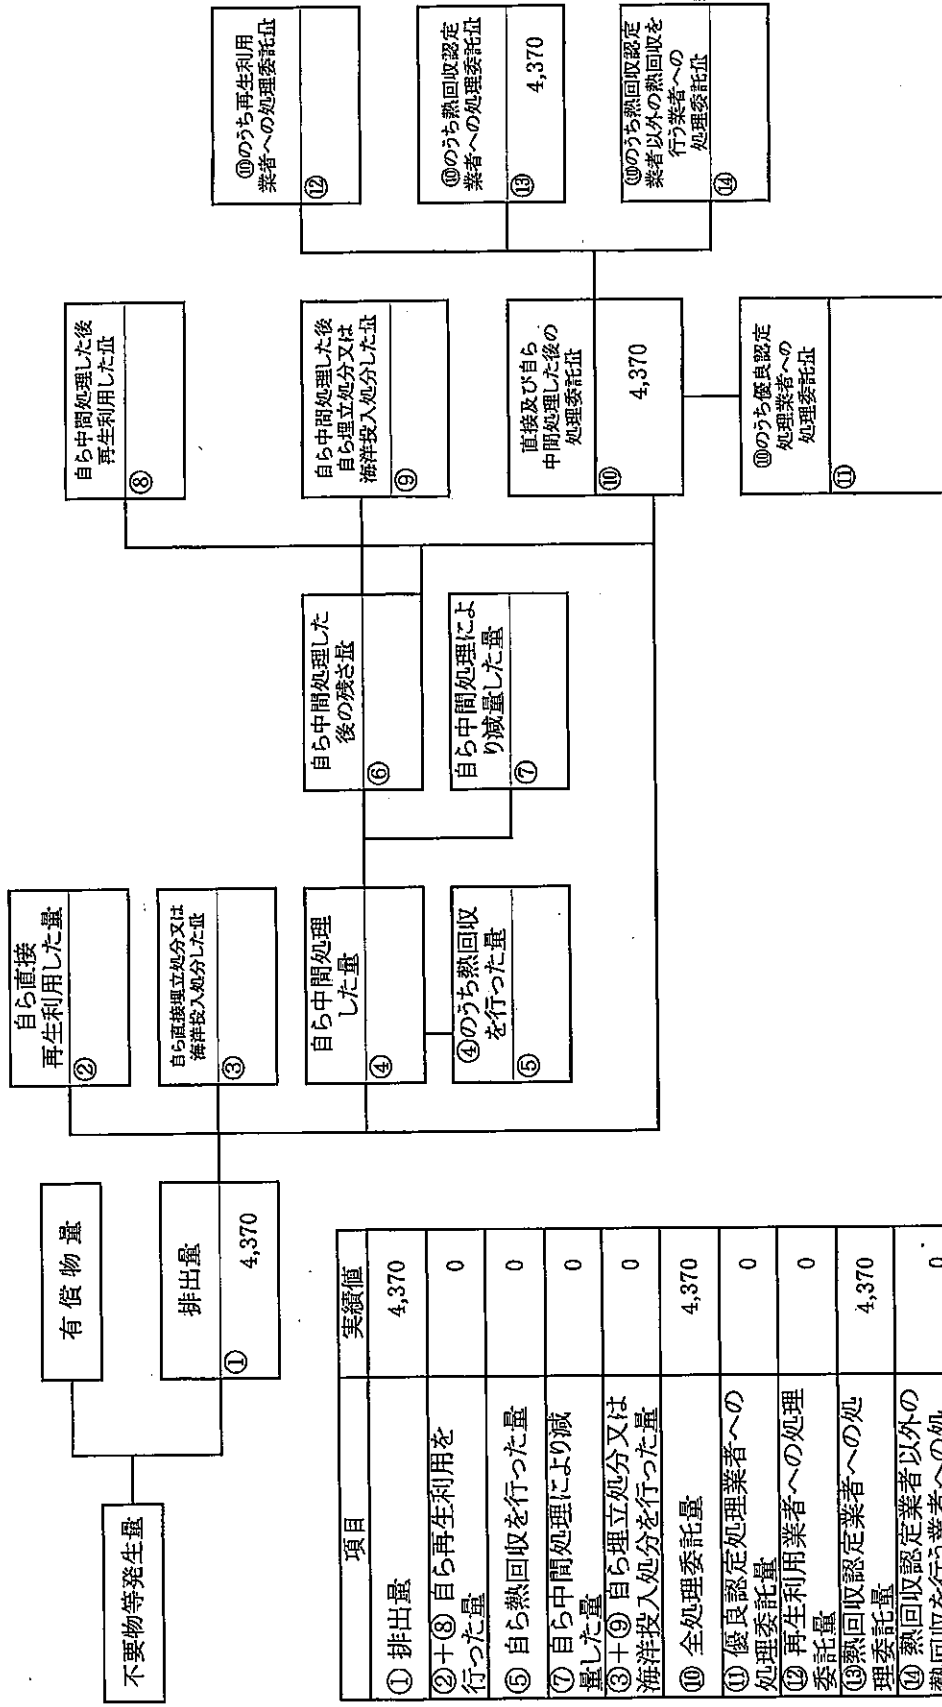 不要物等発生量
有償物量
排出量
①
4,370
自ら直接
再生利用した量
②
自ら直接埋立処分又は
海洋投入処分した量
③
自ら中間処理
した量
④
④のうち熱回収
を行った量
⑤
自ら中間処理した
後の残さ量
⑥
自ら中間処理によ
り減量した量
⑦
自ら中間処理した後
再生利用した量
⑧
自ら中間処理した後
自ら埋立処分又は
海洋投入処分した量
⑨
直接及び自ら
中間処理した後の
処理委託量
⑩
4,370
⑩のうち優良認定
処理業者への
処理委託量
⑪
⑩のうち再生利用
業者への処理委託量
⑫
⑩のうち熱回収認定
業者への処理委託量
⑬
4,370
⑩のうち熱回収認定
業者以外の熱回収を
行う業者への
処理委託量
⑭
項目 実績値
①排出量 4,370
②+⑧ 自ら再生利用を
行った量 0
⑤ 自ら熱回収を行った量 0
⑦ 自ら中間処理により減
量した量 0
③+⑨ 自ら埋立処分又は
海洋投入処分を行った量 0
⑩ 全処理委託量 4,370
⑪ 優良認定処理業者への
処理委託量 0
⑫ 再生利用業者への処理
委託量 0
⑬熱回収認定業者への処
理委託量 4,370
⑭ 熱回収認定業者以外の
熱回収を行う業者への処 0